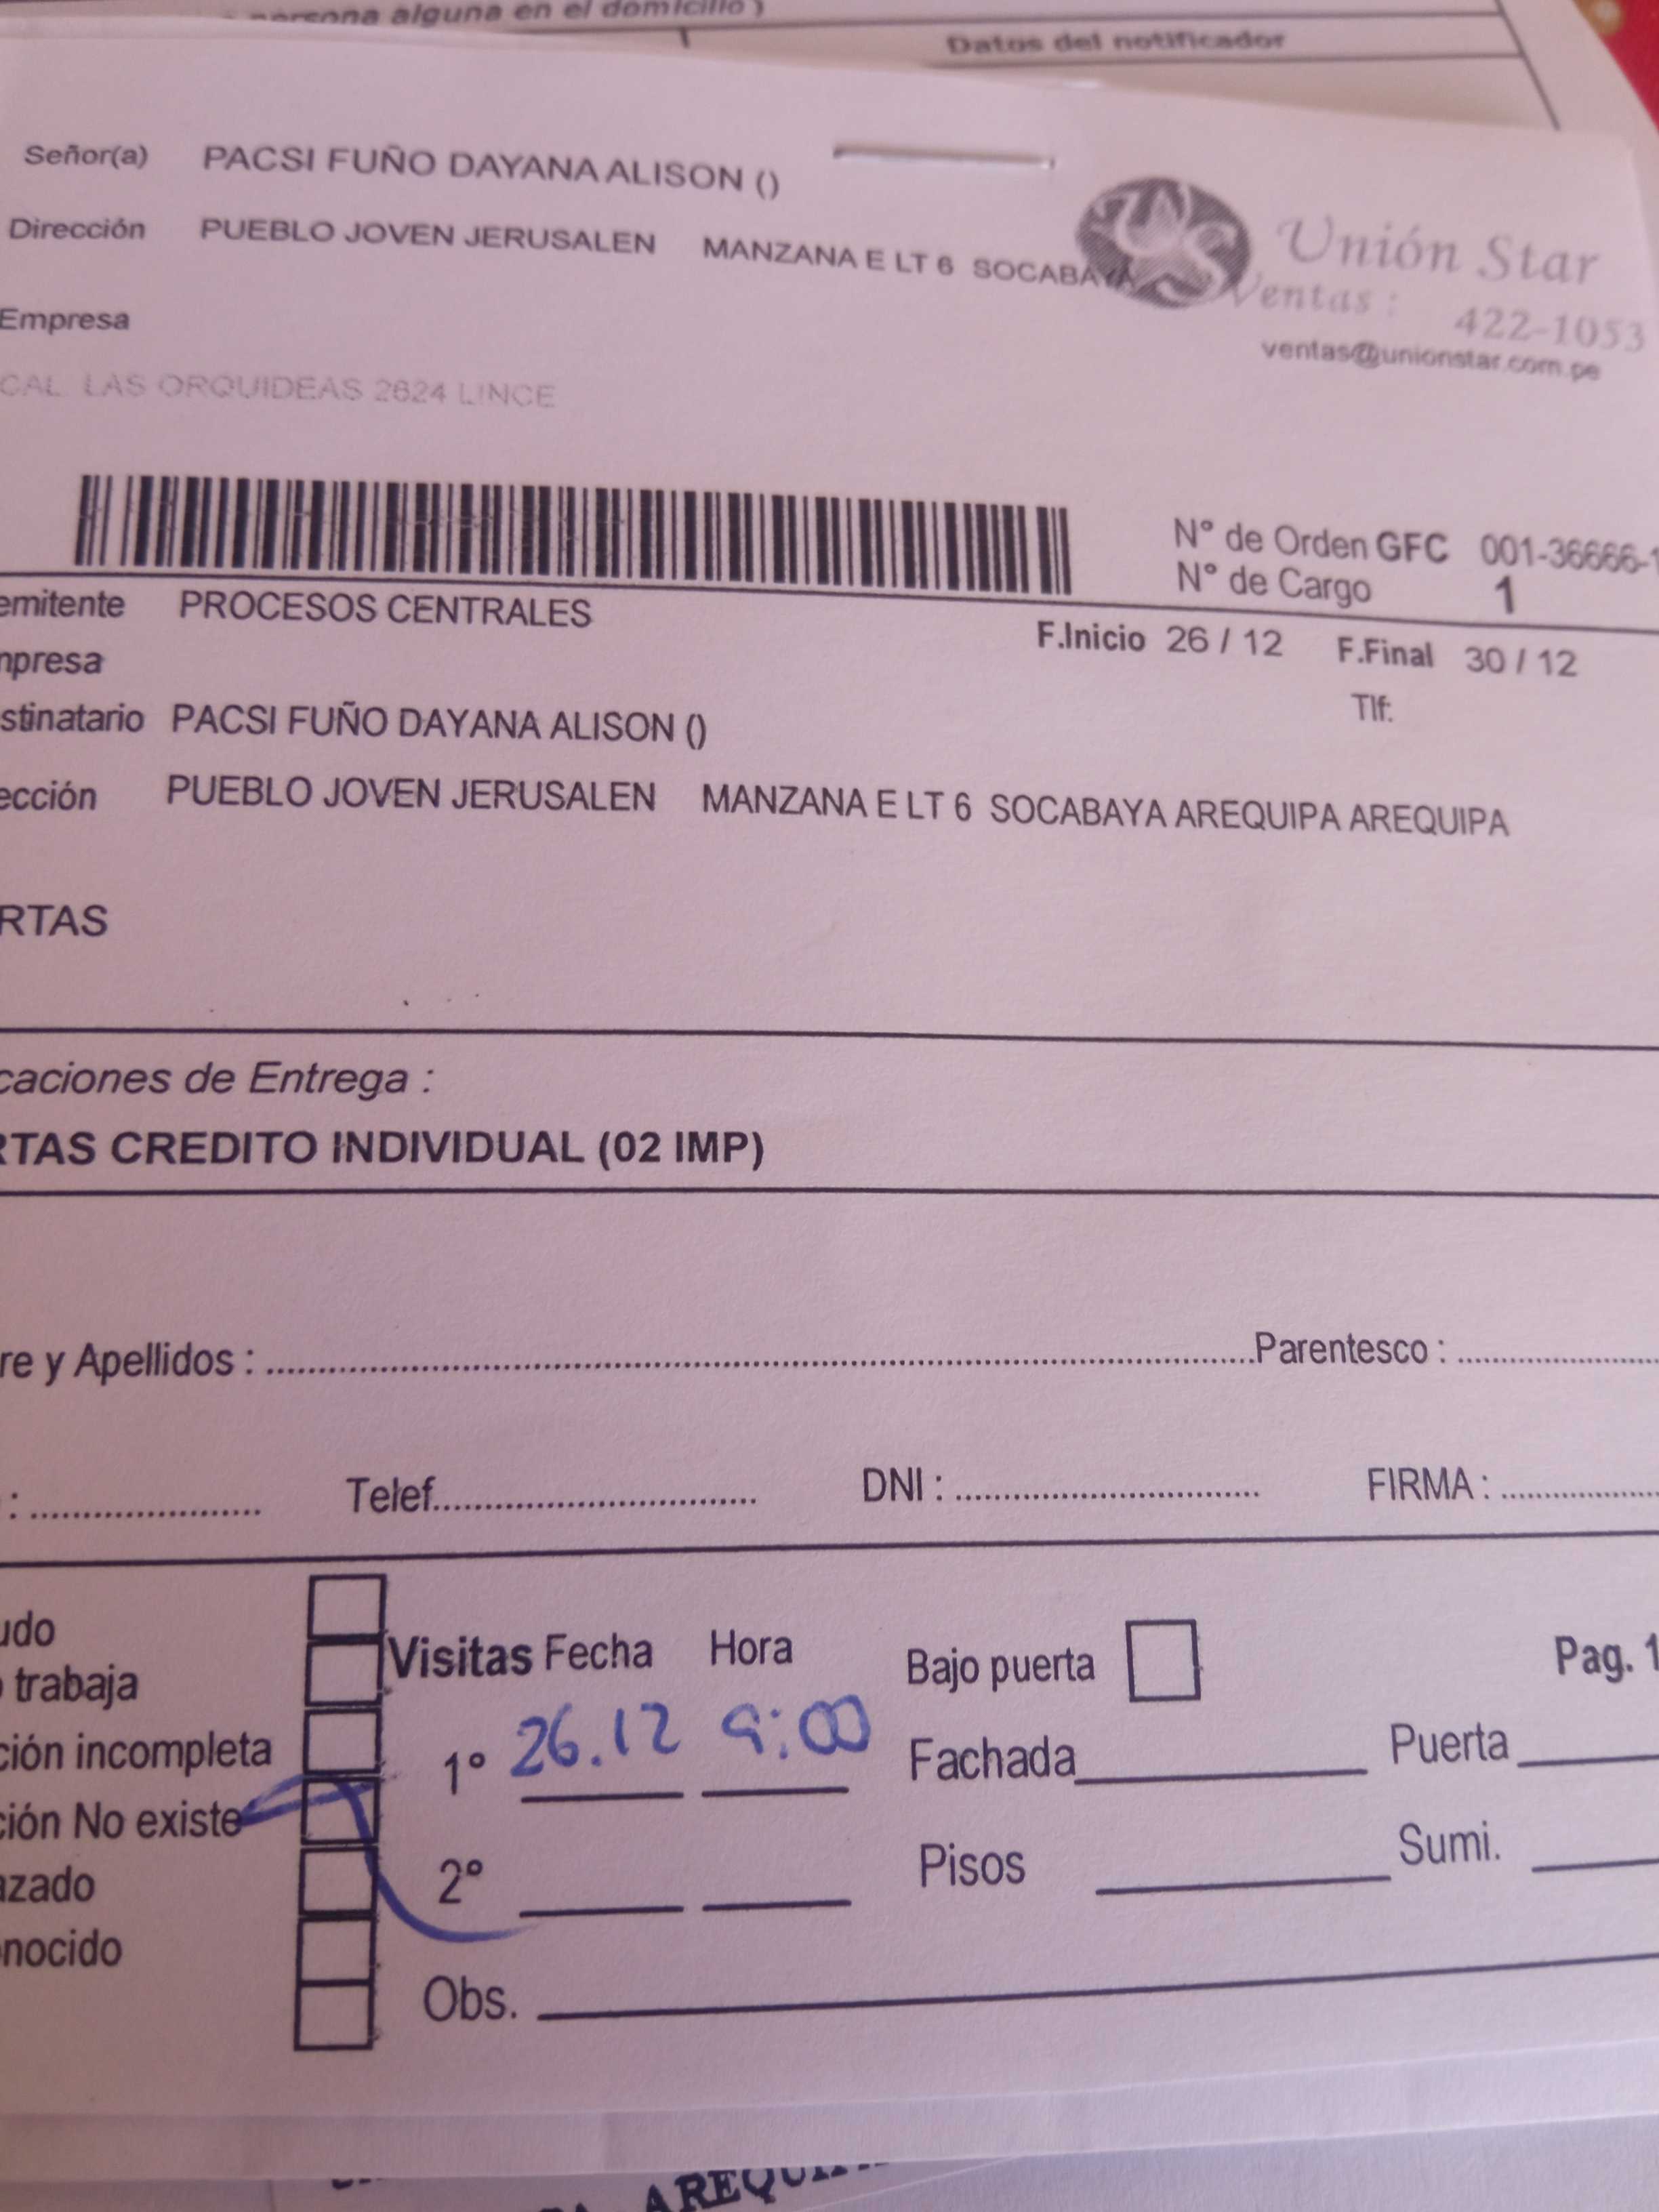 persona alguna en el domicilio)
Datos del notificador
Señor(a) PACSI FUÑO DAYANA ALISON ()
Dirección PUEBLO JOVEN JERUSALEN MANZANA E LT 6 SOCABAYA
Unión Star
Ventas : 422-1053
ventas@unionstar.com.pe
Empresa
CAL LAS ORQUIDEAS 2624 LINCE
N° de Orden GFC 001-36666-1
N° de Cargo 1
emitente PROCESOS CENTRALES
F.Inicio 26 / 12 F.Final 30 / 12
mpresa
Tlf:
stinatario PACSI FUÑO DAYANA ALISON ()
ección PUEBLO JOVEN JERUSALEN MANZANA E LT 6 SOCABAYA AREQUIPA AREQUIPA
RTAS
caciones de Entrega :
RTAS CREDITO INDIVIDUAL (02 IMP)
re y Apellidos : Parentesco :
: Telef. DNI : FIRMA :
udo
Visitas Fecha Hora Bajo puerta Pag. 1
o trabaja
ción incompleta
1° 26.12 9:00 Fachada Puerta
ción No existe
azado
2° Pisos Sumi.
nocido
Obs.
AREQUIPA